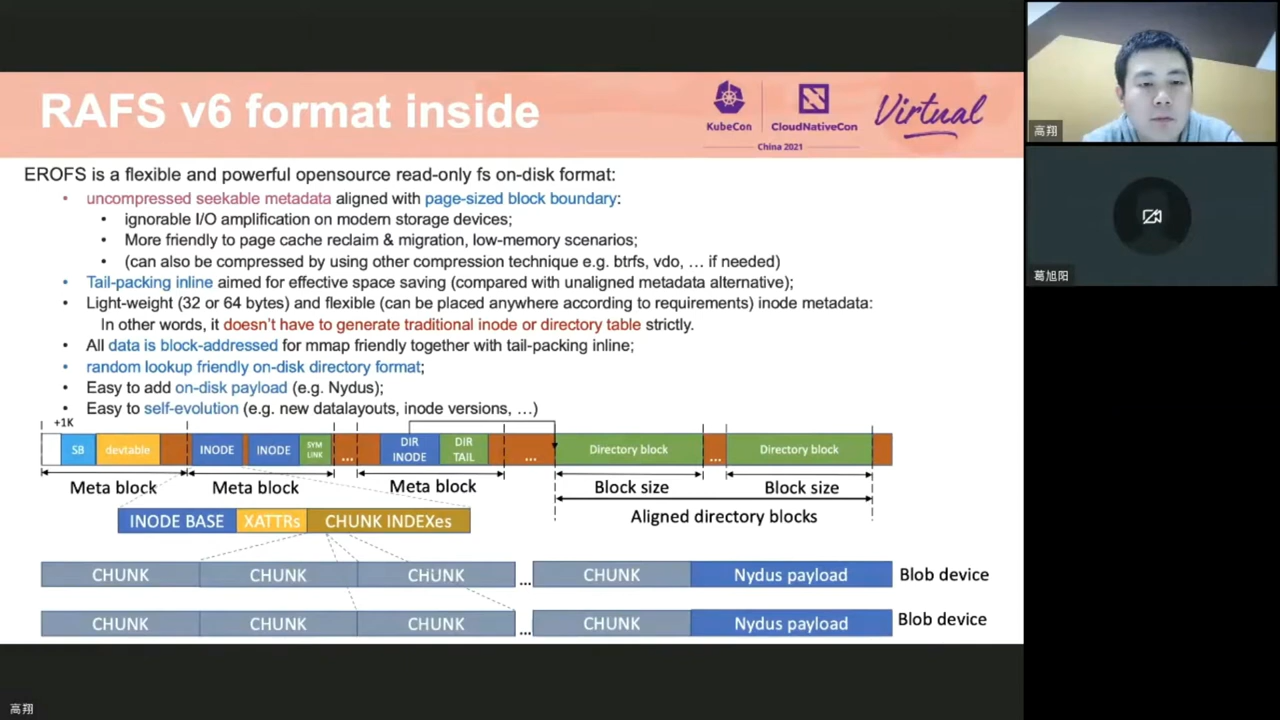 RAFS v6 format inside
KubeCon
CloudNativeCon
Virtual
China 2021
EROFS is a flexible and powerful opensource read-only fs on-disk format:
• uncompressed seekable metadata aligned with page-sized block boundary:
• ignorable I/O amplification on modern storage devices;
• More friendly to page cache reclaim & migration, low-memory scenarios;
• (can also be compressed by using other compression technique e.g. btrfs, vdo, … if needed)
• Tail-packing inline aimed for effective space saving (compared with unaligned metadata alternative);
• Light-weight (32 or 64 bytes) and flexible (can be placed anywhere according to requirements) inode metadata:
In other words, it doesn't have to generate traditional inode or directory table strictly.
• All data is block-addressed for mmap friendly together with tail-packing inline;
• random lookup friendly on-disk directory format;
• Easy to add on-disk payload (e.g. Nydus);
• Easy to self-evolution (e.g. new datalayouts, inode versions, …)
+1K
SB devtable INODE INODE SYM LINK ... DIR INODE DIR TAIL ... Directory block ... Directory block
Meta block Meta block Meta block Block size Block size
Aligned directory blocks
INODE BASE XATTRs CHUNK INDEXes
CHUNK CHUNK CHUNK ... CHUNK Nydus payload Blob device
CHUNK CHUNK CHUNK ... CHUNK Nydus payload Blob device
高翔
葛旭阳
高翔